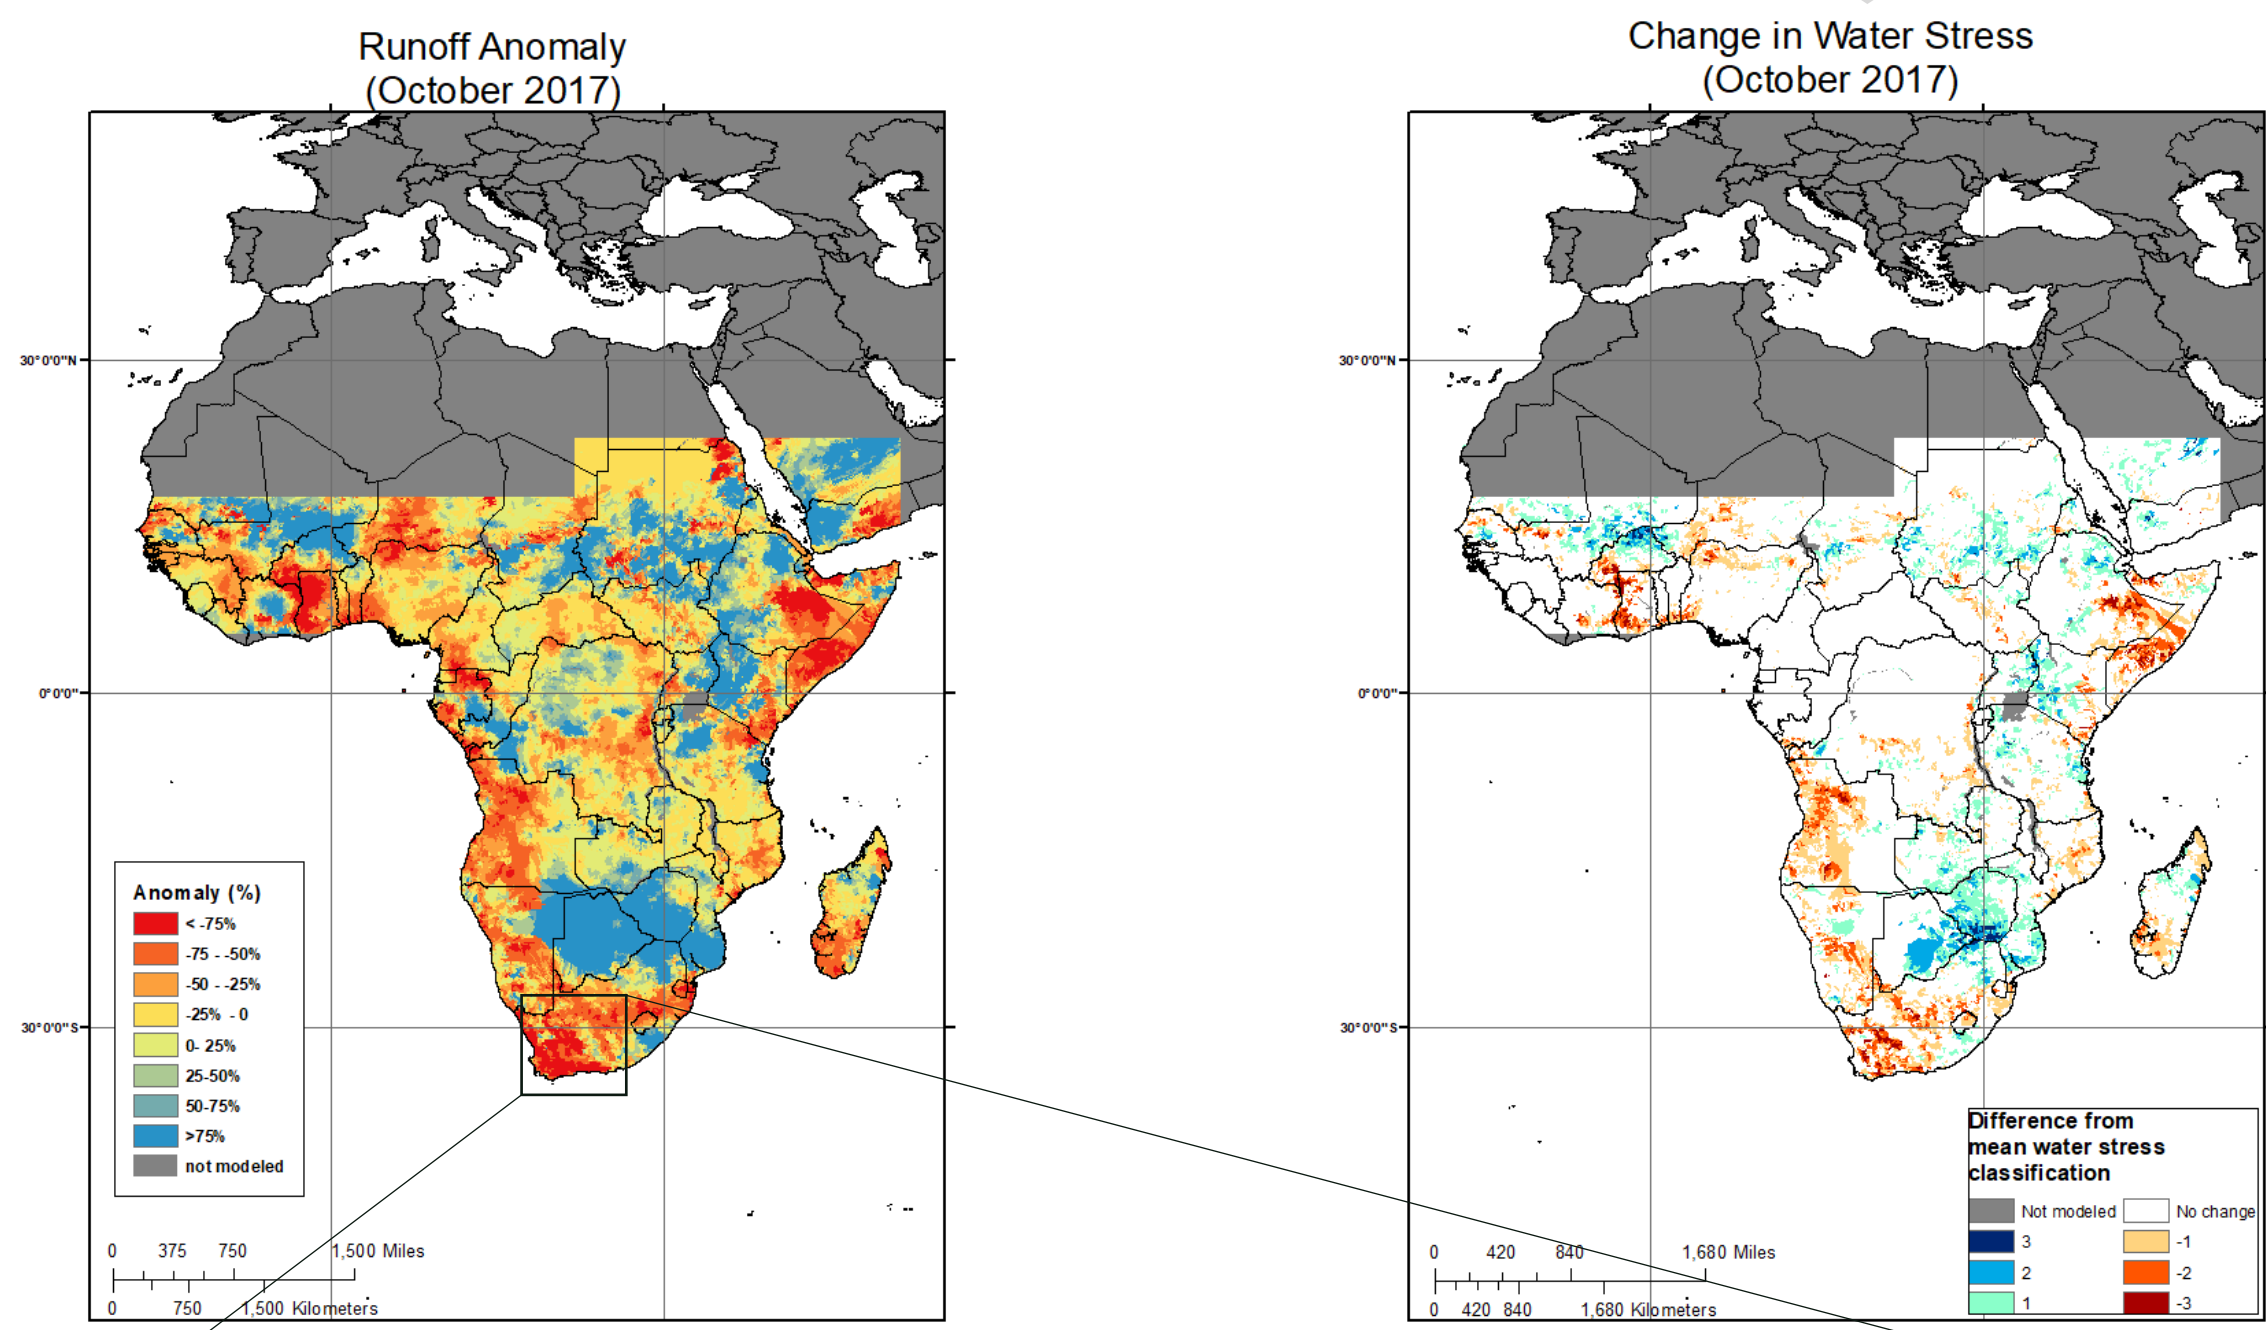 Runoff Anomaly
(October 2017)
30°0'0"N
0°0'0"
30°0'0"S
Anomaly (%)
< -75%
-75 - -50%
-50 - -25%
-25% - 0
0- 25%
25-50%
50-75%
>75%
not modeled
0 375 750 1,500 Miles
0 750 1,500 Kilometers
Change in Water Stress
(October 2017)
30°0'0"N
0°0'0"
30°0'0"S
Difference from
mean water stress
classification
Not modeled No change
3 -1
2 -2
1 -3
0 420 840 1,680 Miles
0 420 840 1,680 Kilometers